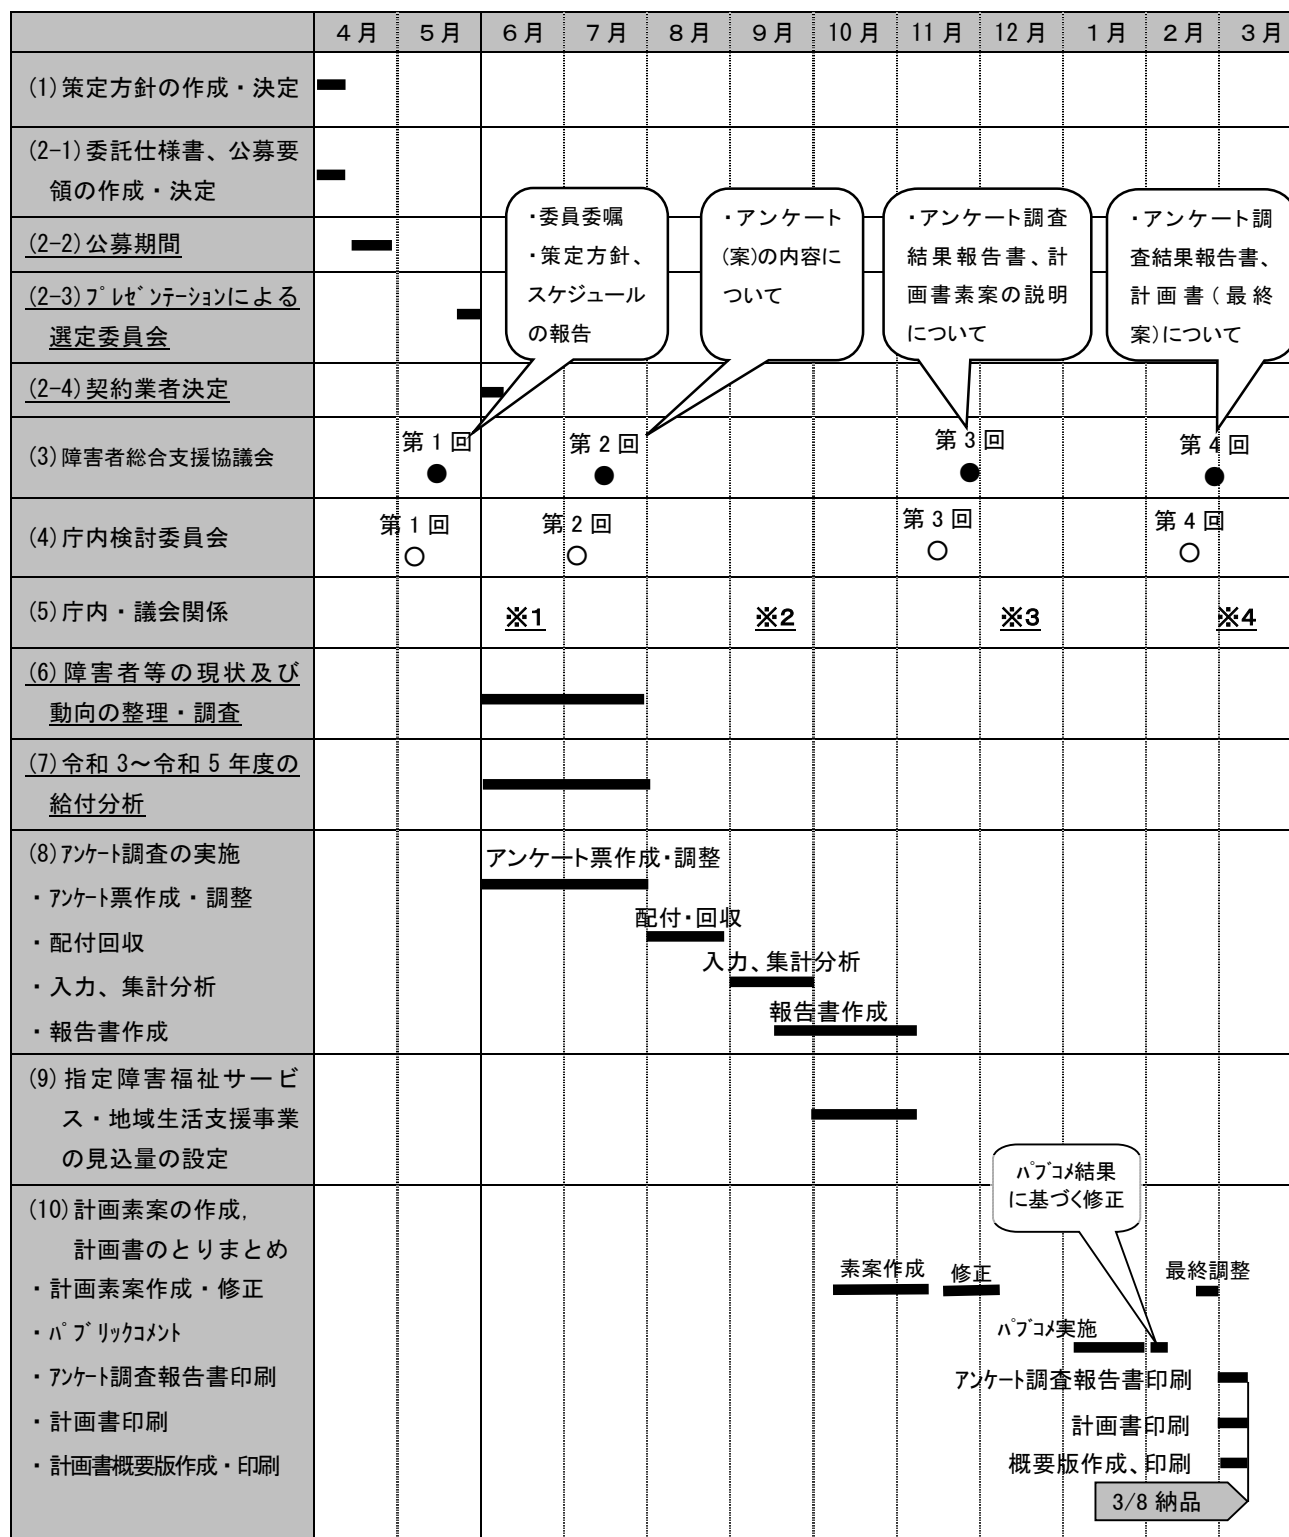 4月 5月 6月 7月 8月 9月 10月 11月 12月 1月 2月 3月
(1)策定方針の作成・決定
(2-1)委託仕様書、公募要
領の作成・決定
(2-2)公募期間
(2-3)ﾌﾟﾚｾﾞﾝﾃｰｼｮﾝによる
選定委員会
(2-4)契約業者決定
・委員委嘱
・策定方針、
スケジュール
の報告
・アンケート
(案)の内容に
ついて
・アンケート調査
結果報告書、計
画書素案の説明
について
・アンケート調
査結果報告書、
計画書(最終
案)について
(3)障害者総合支援協議会
第1回 第2回 第3回 第4回
(4)庁内検討委員会
第1回 第2回 第3回 第4回
(5)庁内・議会関係
※1 ※2 ※3 ※4
(6)障害者等の現状及び
動向の整理・調査
(7)令和3～令和5年度の
給付分析
(8)ｱﾝｹｰﾄ調査の実施
・ｱﾝｹｰﾄ票作成・調整
・配付回収
・入力、集計分析
・報告書作成
アンケート票作成・調整
配付・回収
入力、集計分析
報告書作成
(9)指定障害福祉サービ
ス・地域生活支援事業
の見込量の設定
(10)計画素案の作成,
計画書のとりまとめ
・計画素案作成・修正
・ﾊﾟﾌﾞﾘｯｸｺﾒﾝﾄ
・ｱﾝｹｰﾄ調査報告書印刷
・計画書印刷
・計画書概要版作成・印刷
ﾊﾟﾌﾞｺﾒ結果
に基づく修正
素案作成 修正 最終調整
ﾊﾟﾌﾞｺﾒ実施
ｱﾝｹｰﾄ調査報告書印刷
計画書印刷
概要版作成、印刷
3/8 納品